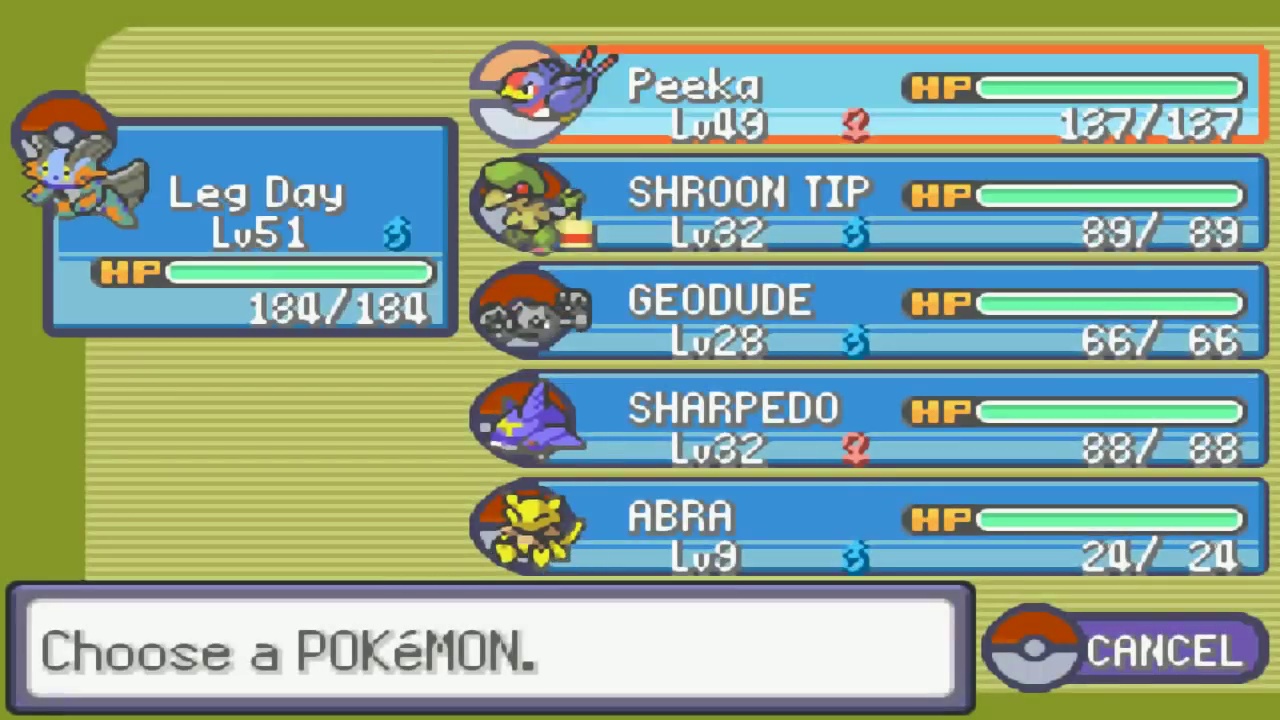 Leg Day
Lv51 ♂
HP
184/184
Peeka HP
Lv49 ♀ 137/137
SHROON TIP HP
Lv32 ♂ 89/ 89
GEODUDE HP
Lv28 ♂ 66/ 66
SHARPEDO HP
Lv32 ♀ 88/ 88
ABRA HP
Lv9 ♂ 24/ 24
Choose a POKéMON.
CANCEL